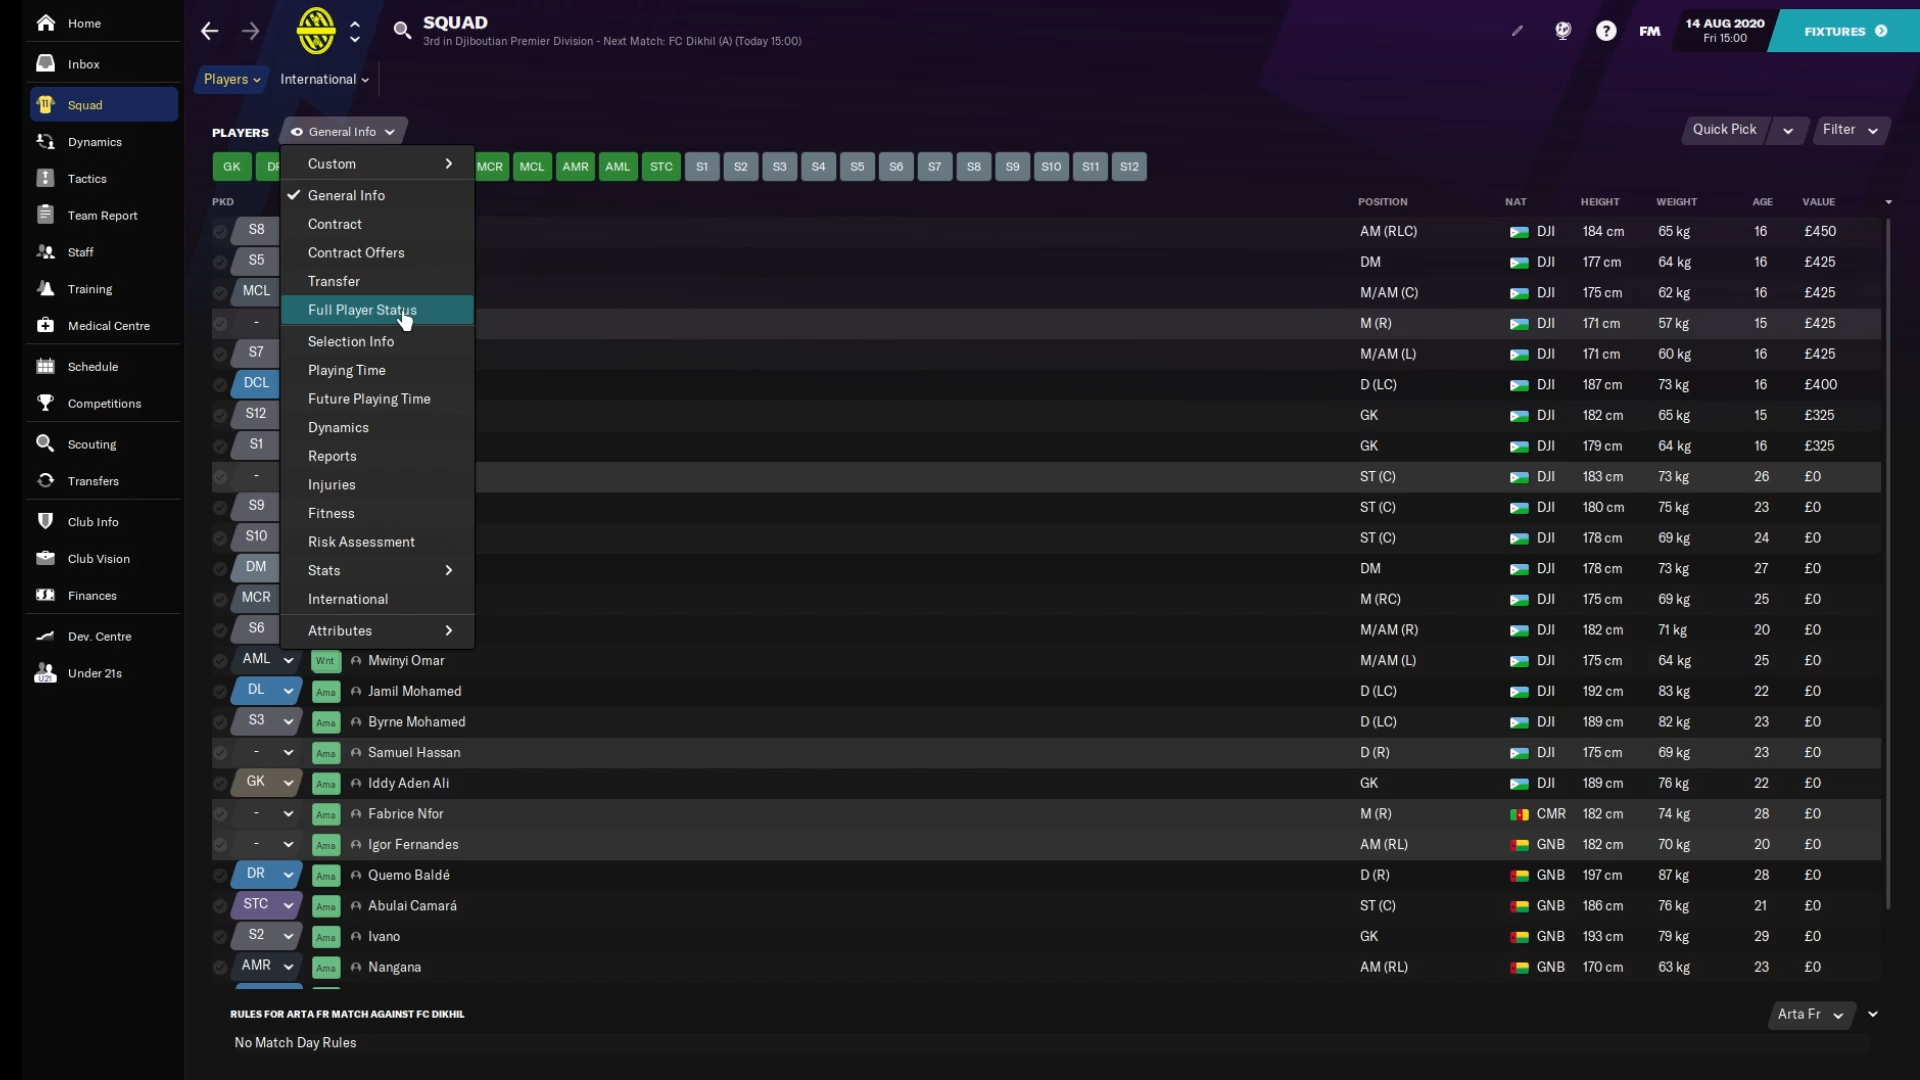 Home
Inbox
Squad
Dynamics
Tactics
Team Report
Staff
Training
Medical Centre
Schedule
Competitions
Scouting
Transfers
Club Info
Club Vision
Finances
Dev. Centre
U21
Under 21s
SQUAD
3rd in Djiboutian Premier Division - Next Match: FC Dikhil (A) (Today 15:00)
FM
14 AUG 2020
Fri 15:00
FIXTURES
Players
International
PLAYERS
General Info
Quick Pick
Filter
GK MCR MCL AMR AML STC S1 S2 S3 S4 S5 S6 S7 S8 S9 S10 S11 S12
Custom
General Info
Contract
Contract Offers
Transfer
Full Player Status
Selection Info
Playing Time
Future Playing Time
Dynamics
Reports
Injuries
Fitness
Risk Assessment
Stats
International
Attributes
PKD POSITION NAT HEIGHT WEIGHT AGE VALUE
S8 AM (RLC) DJI 184 cm 65 kg 16 £450
S5 DM DJI 177 cm 64 kg 16 £425
MCL M/AM (C) DJI 175 cm 62 kg 16 £425
- M (R) DJI 171 cm 57 kg 15 £425
S7 M/AM (L) DJI 171 cm 60 kg 16 £425
DCL D (LC) DJI 187 cm 73 kg 16 £400
S12 GK DJI 182 cm 65 kg 15 £325
S1 GK DJI 179 cm 64 kg 16 £325
- ST (C) DJI 183 cm 73 kg 26 £0
S9 ST (C) DJI 180 cm 75 kg 23 £0
S10 ST (C) DJI 178 cm 69 kg 24 £0
DM DM DJI 178 cm 73 kg 27 £0
MCR M (RC) DJI 175 cm 69 kg 25 £0
S6 M/AM (R) DJI 182 cm 71 kg 20 £0
AML Wnt Mwinyi Omar M/AM (L) DJI 175 cm 64 kg 25 £0
DL Ama Jamil Mohamed D (LC) DJI 192 cm 83 kg 22 £0
S3 Ama Byrne Mohamed D (LC) DJI 189 cm 82 kg 23 £0
- Ama Samuel Hassan D (R) DJI 175 cm 69 kg 23 £0
GK Ama Iddy Aden Ali GK DJI 189 cm 76 kg 22 £0
- Ama Fabrice Nfor M (R) CMR 182 cm 74 kg 28 £0
- Ama Igor Fernandes AM (RL) GNB 182 cm 70 kg 20 £0
DR Ama Quemo Baldé D (R) GNB 197 cm 87 kg 28 £0
STC Ama Abulai Camará ST (C) GNB 186 cm 76 kg 21 £0
S2 Ama Ivano GK GNB 193 cm 79 kg 29 £0
AMR Ama Nangana AM (RL) GNB 170 cm 63 kg 23 £0
RULES FOR ARTA FR MATCH AGAINST FC DIKHIL
Arta Fr
No Match Day Rules